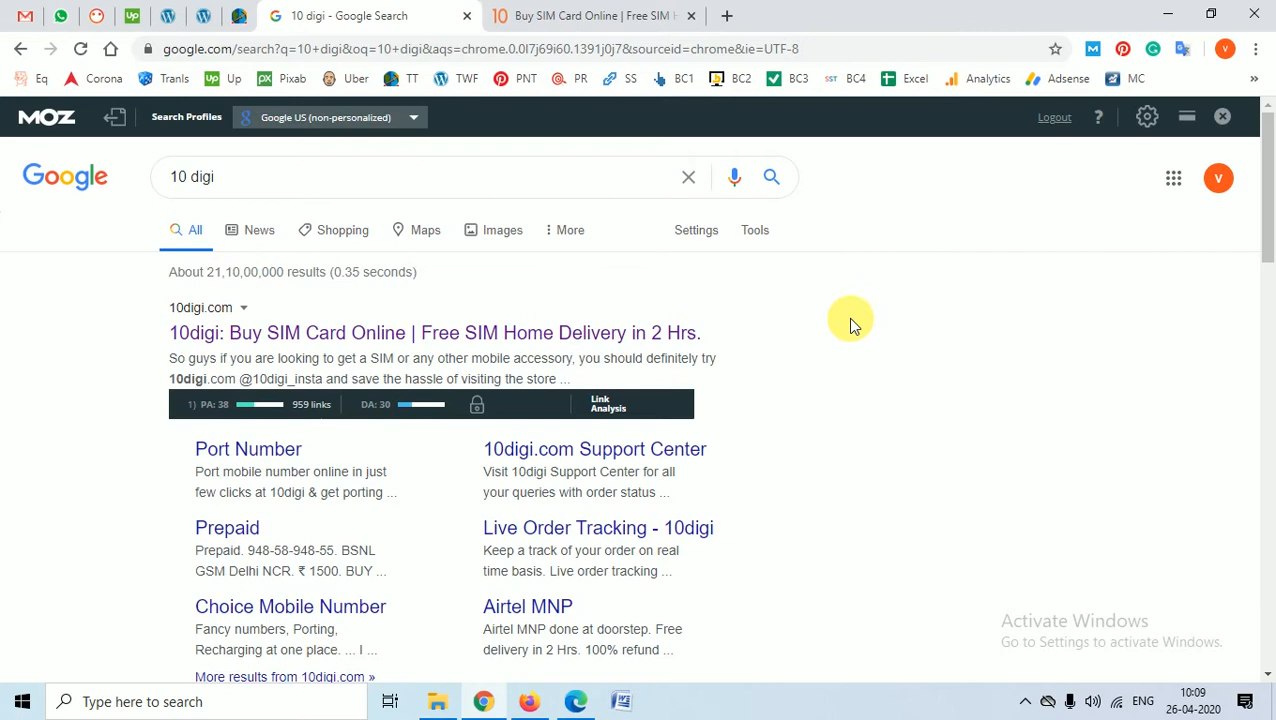 10 digi - Google Search
Buy SIM Card Online | Free SIM H
google.com/search?q=10+digi&oq=10+digi&aqs=chrome.0.0l7j69i60.1391j0j7&sourceid=chrome&ie=UTF-8
Eq Corona Transls Up Pixab Uber TT TWF PNT PR SS BC1 BC2 BC3 BC4 Excel Analytics Adsense MC
MOZ Search Profiles Google US (non-personalized) Logout ?
Google 10 digi V
All News Shopping Maps Images More Settings Tools
About 21,10,00,000 results (0.35 seconds)
10digi.com
10digi: Buy SIM Card Online | Free SIM Home Delivery in 2 Hrs.
So guys if you are looking to get a SIM or any other mobile accessory, you should definitely try
10digi.com @10digi_insta and save the hassle of visiting the store ...
1) PA: 38 959 links DA: 30 Link Analysis
Port Number
Port mobile number online in just
few clicks at 10digi & get porting ...
10digi.com Support Center
Visit 10digi Support Center for all
your queries with order status ...
Prepaid
Prepaid. 948-58-948-55. BSNL
GSM Delhi NCR. ₹ 1500. BUY ...
Live Order Tracking - 10digi
Keep a track of your order on real
time basis. Live order tracking ...
Choice Mobile Number
Fancy numbers, Porting,
Recharging at one place. ... I ...
Airtel MNP
Airtel MNP done at doorstep. Free
delivery in 2 Hrs. 100% refund ...
More results from 10digi.com »
Activate Windows
Go to Settings to activate Windows.
Type here to search
ENG
10:09
26-04-2020